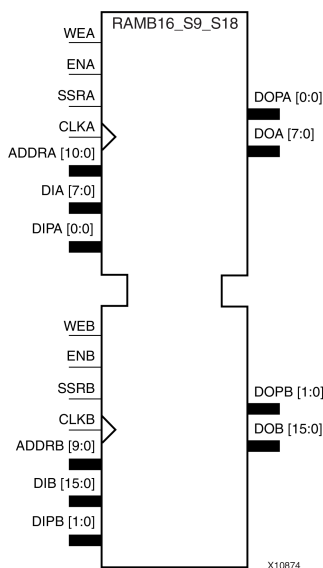 RAMB16_S9_S18
WEA
ENA
SSRA
CLKA
ADDRA [10:0]
DIA [7:0]
DIPA [0:0]
DOPA [0:0]
DOA [7:0]
WEB
ENB
SSRB
CLKB
ADDRB [9:0]
DIB [15:0]
DIPB [1:0]
DOPB [1:0]
DOB [15:0]
X10874